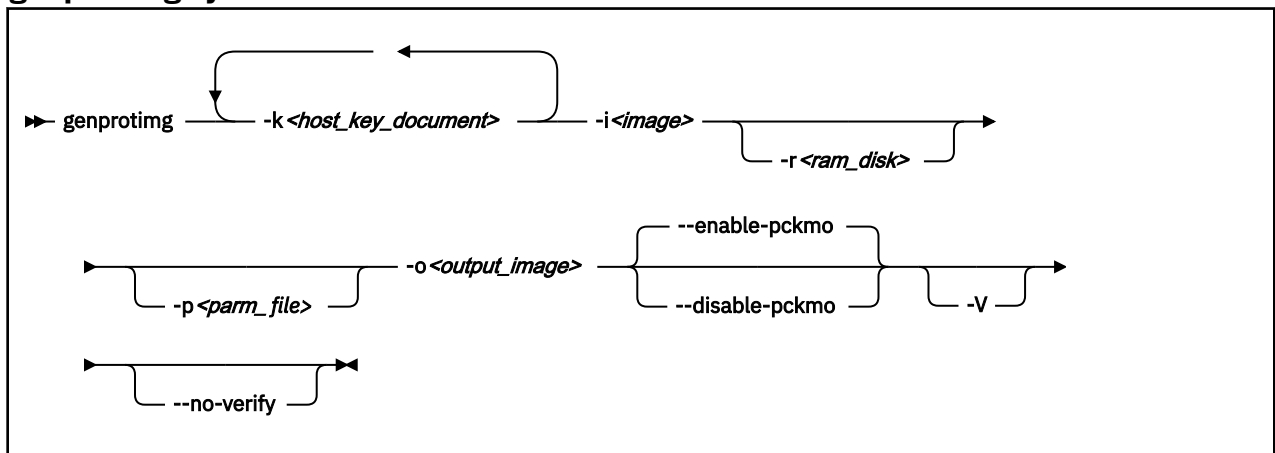 genprotimg -k<host_key_document> -i<image>
-r<ram_disk>
--enable-pckmo
-o<output_image>
-p<parm_file> --disable-pckmo -V
--no-verify